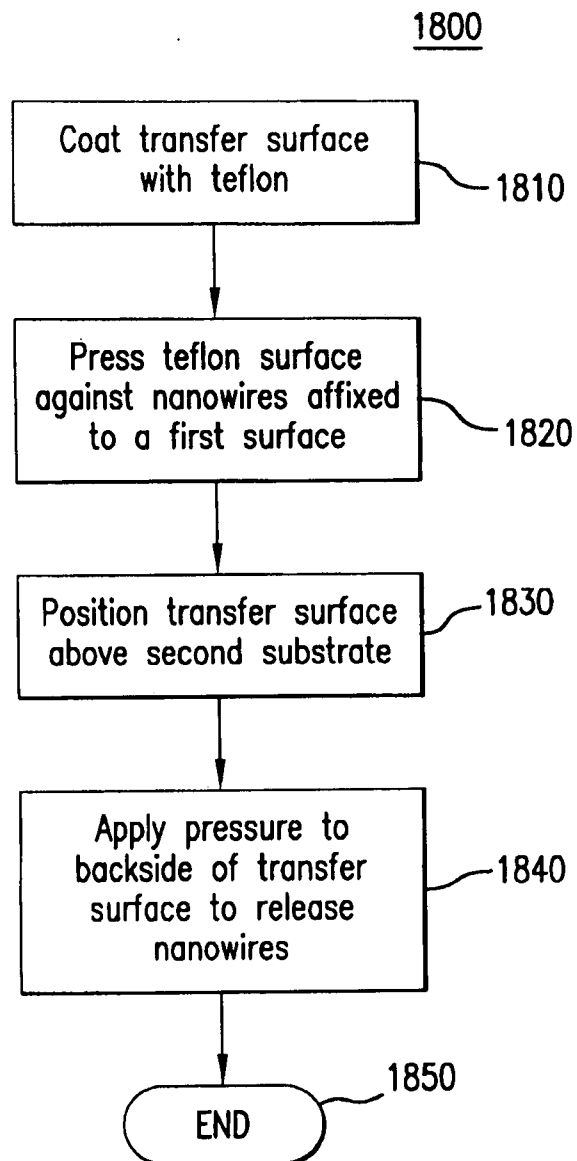 1800
Coat transfer surface
with teflon
1810
Press teflon surface
against nanowires affixed
to a first surface
1820
Position transfer surface
above second substrate
1830
Apply pressure to
backside of transfer
surface to release
nanowires
1840
1850
END